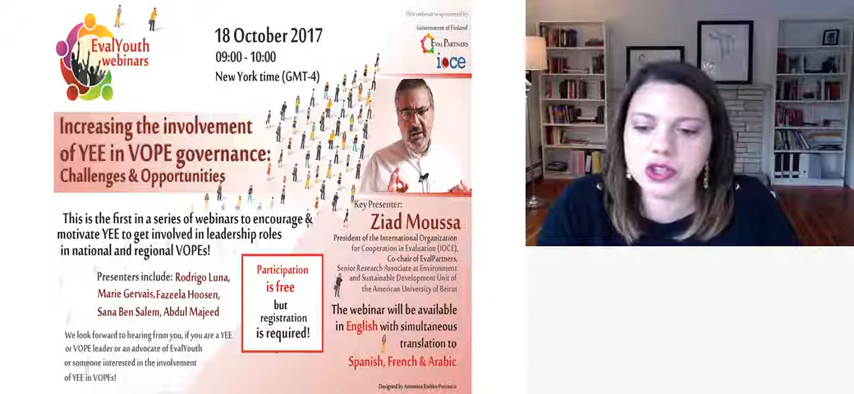 EvalYouth
webinars
18 October 2017
09:00 - 10:00
New York time (GMT-4)
This webinar is sponsored by
Government of Finland
EVALPARTNERS
ioce
Increasing the involvement
of YEE in VOPE governance:
Challenges & Opportunities
This is the first in a series of webinars to encourage &
motivate YEE to get involved in leadership roles
in national and regional VOPEs!
Presenters include: Rodrigo Luna,
Marie Gervais, Fazeela Hoosen,
Sana Ben Salem, Abdul Majeed
We look forward to hearing from you, if you are a YEE
or VOPE leader or an advocate of EvalYouth
or someone interested in the involvement
of YEE in VOPEs!
Participation
is free
but
registration
is required!
Key Presenter:
Ziad Moussa
President of the International Organization
for Cooperation in Evaluation (IOCE),
Co-chair of EvalPartners,
Senior Research Associate at Environment
and Sustainable Development Unit of
the American University of Beirut
The webinar will be available
in English with simultaneous
translation to
Spanish, French & Arabic